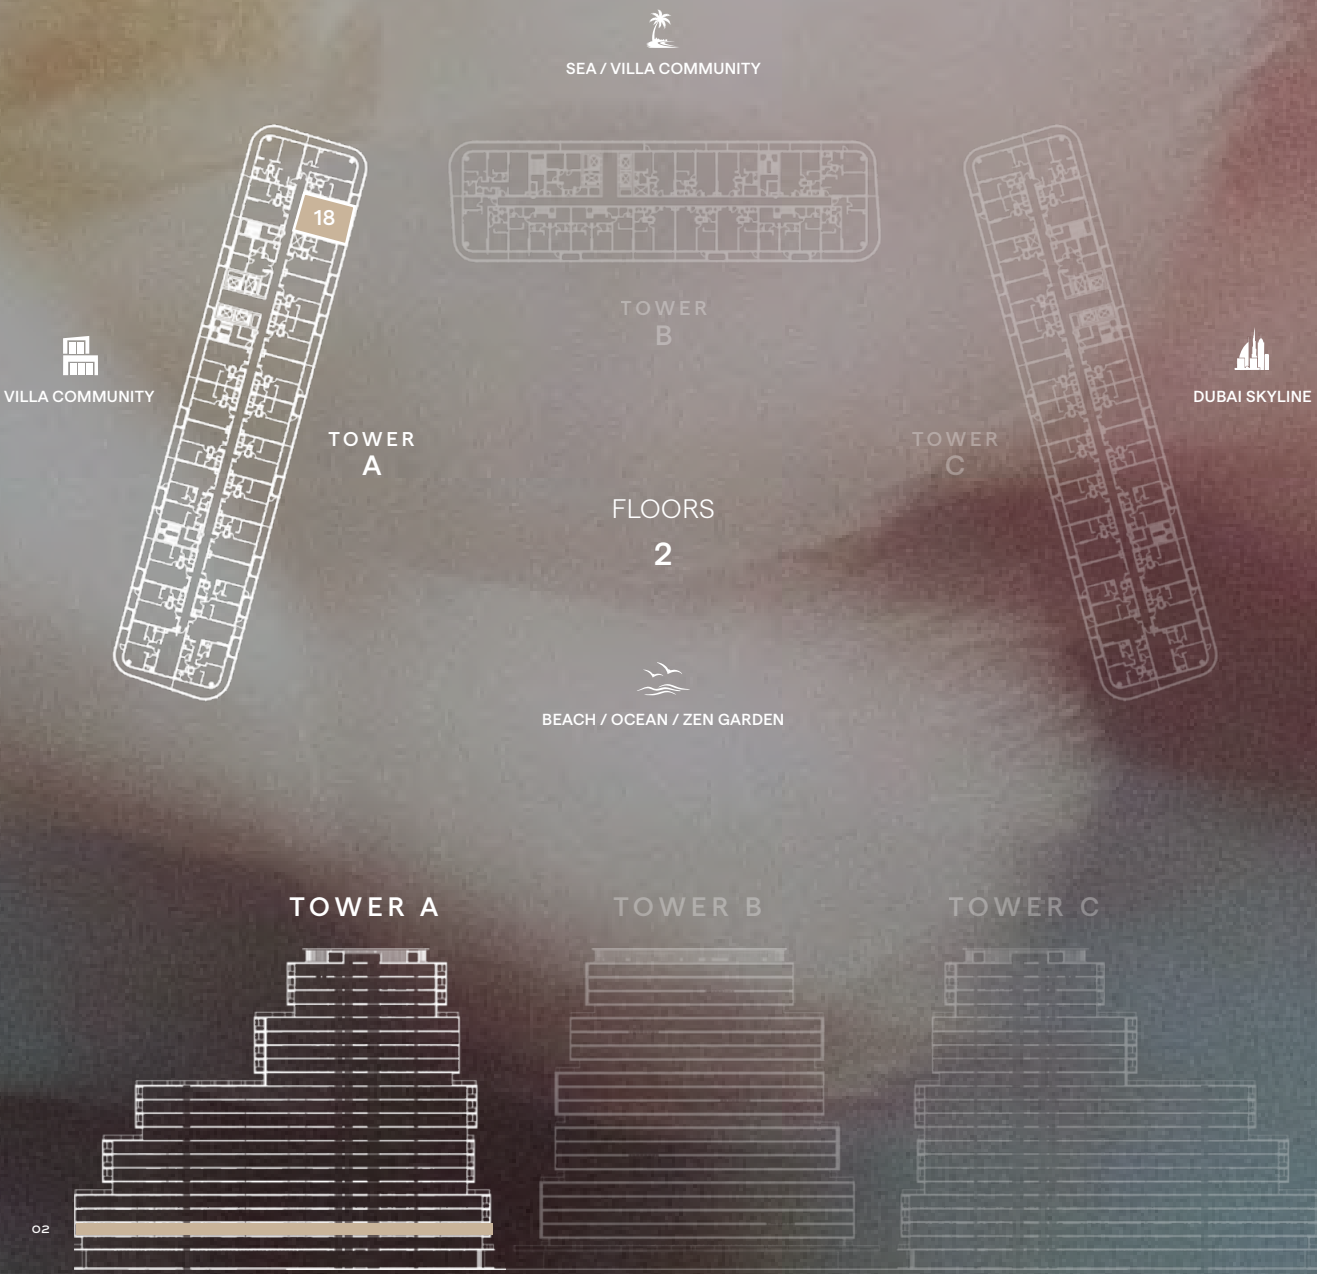 SEA / VILLA COMMUNITY
18
TOWER
B
VILLA COMMUNITY
DUBAI SKYLINE
TOWER
A
TOWER
C
FLOORS
2
BEACH / OCEAN / ZEN GARDEN
TOWER A
TOWER B
TOWER C
02